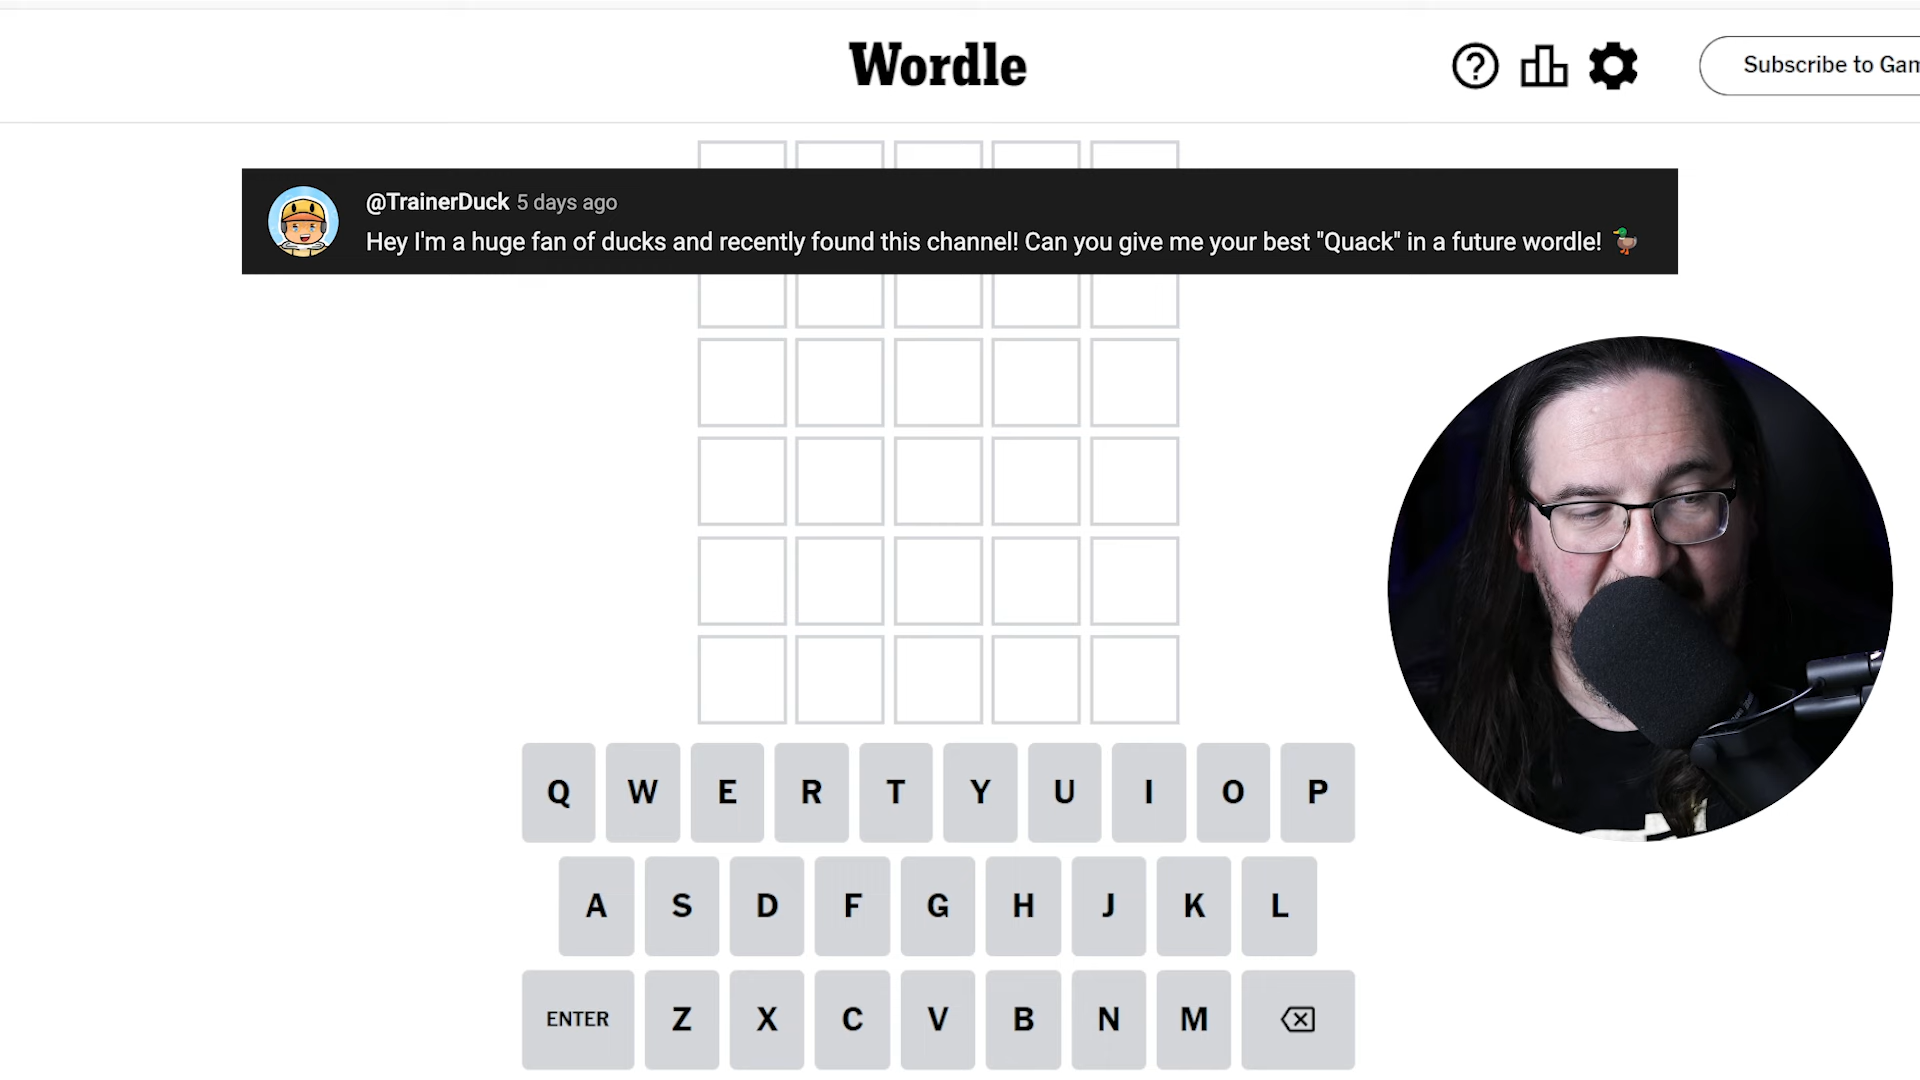 Wordle
Subscribe to Gam
@TrainerDuck 5 days ago
Hey I'm a huge fan of ducks and recently found this channel! Can you give me your best "Quack" in a future wordle! 🦆
Q W E R T Y U I O P
A S D F G H J K L
ENTER Z X C V B N M